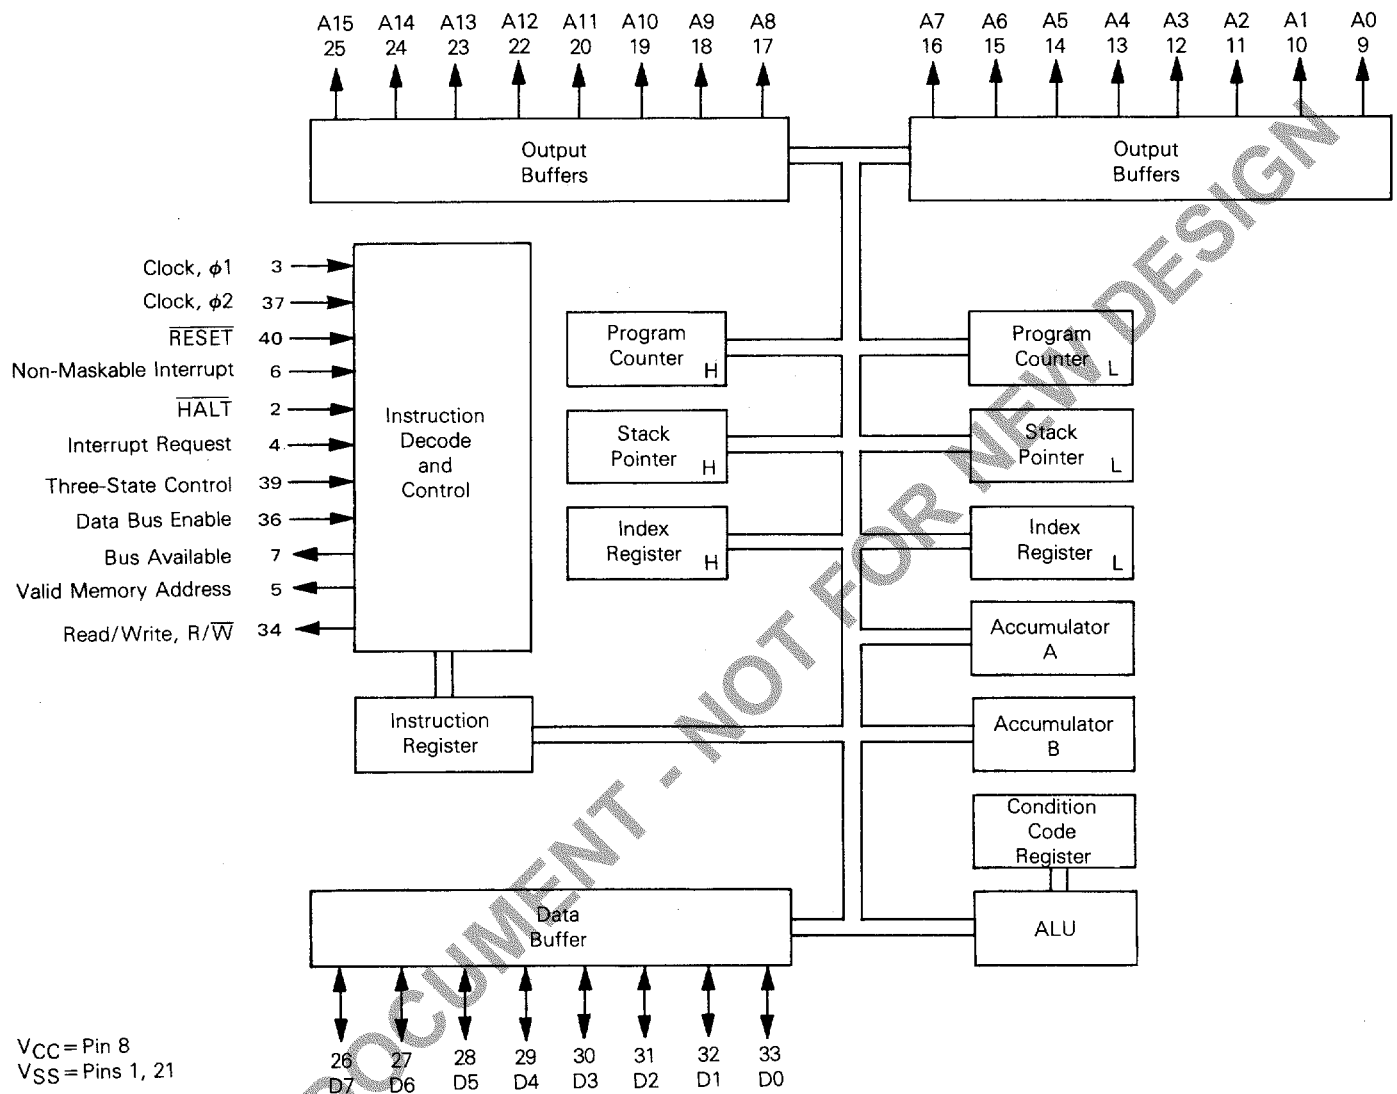 A15 A14 A13 A12 A11 A10 A9 A8 A7 A6 A5 A4 A3 A2 A1 A0
25 24 23 22 20 19 18 17 16 15 14 13 12 11 10 9
Output
Buffers
Output
Buffers
Clock, ϕ1 3
Clock, ϕ2 37
RESET 40
Non-Maskable Interrupt 6
HALT 2
Interrupt Request 4
Three-State Control 39
Data Bus Enable 36
Bus Available 7
Valid Memory Address 5
Read/Write, R/W 34
Instruction
Decode
and
Control
Program
Counter H
Program
Counter L
Stack
Pointer H
Stack
Pointer L
Index
Register H
Index
Register L
Accumulator
A
Instruction
Register
Accumulator
B
Condition
Code
Register
Data
Buffer
ALU
26 27 28 29 30 31 32 33
D7 D6 D5 D4 D3 D2 D1 D0
VCC = Pin 8
VSS = Pins 1, 21
DOCUMENT - NOT FOR NEW DESIGN